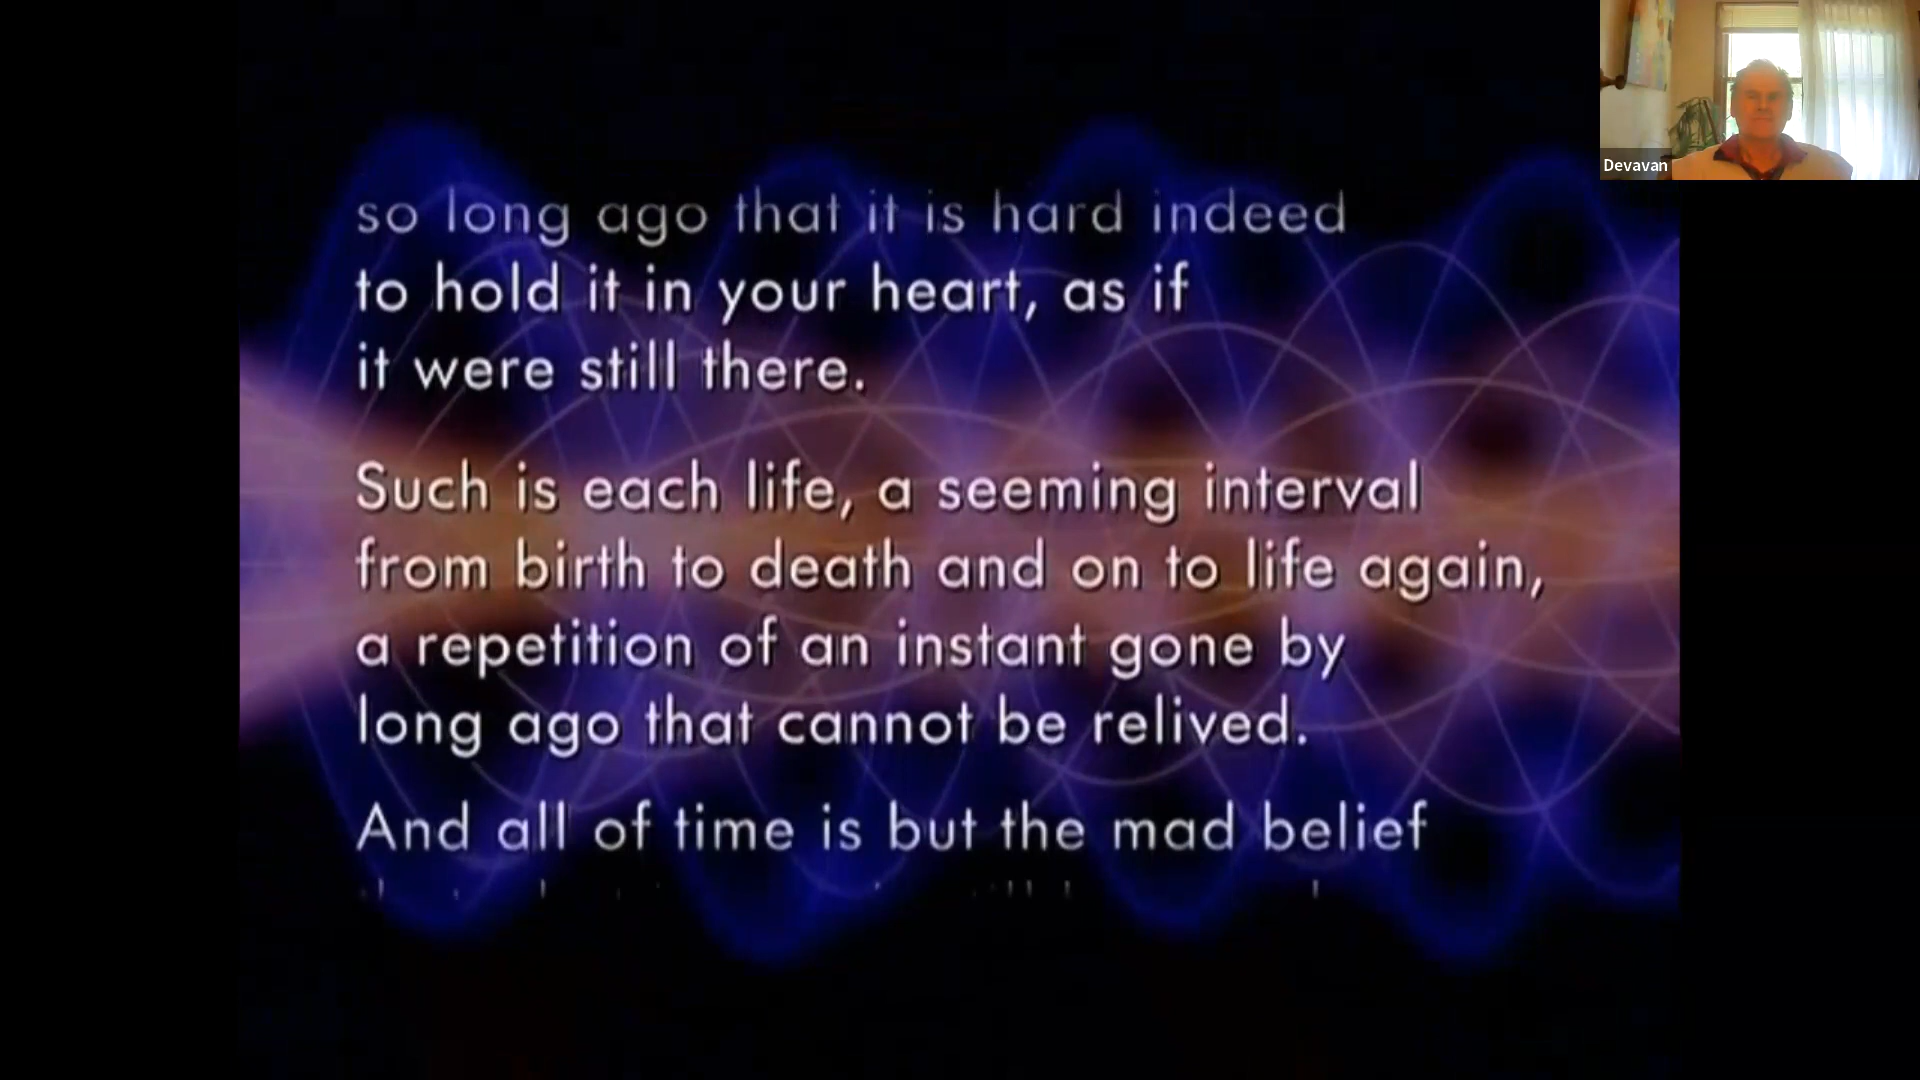 Devavan
so long ago that it is hard indeed
to hold it in your heart, as if
it were still there.
Such is each life, a seeming interval
from birth to death and on to life again,
a repetition of an instant gone by
long ago that cannot be relived.
And all of time is but the mad belief